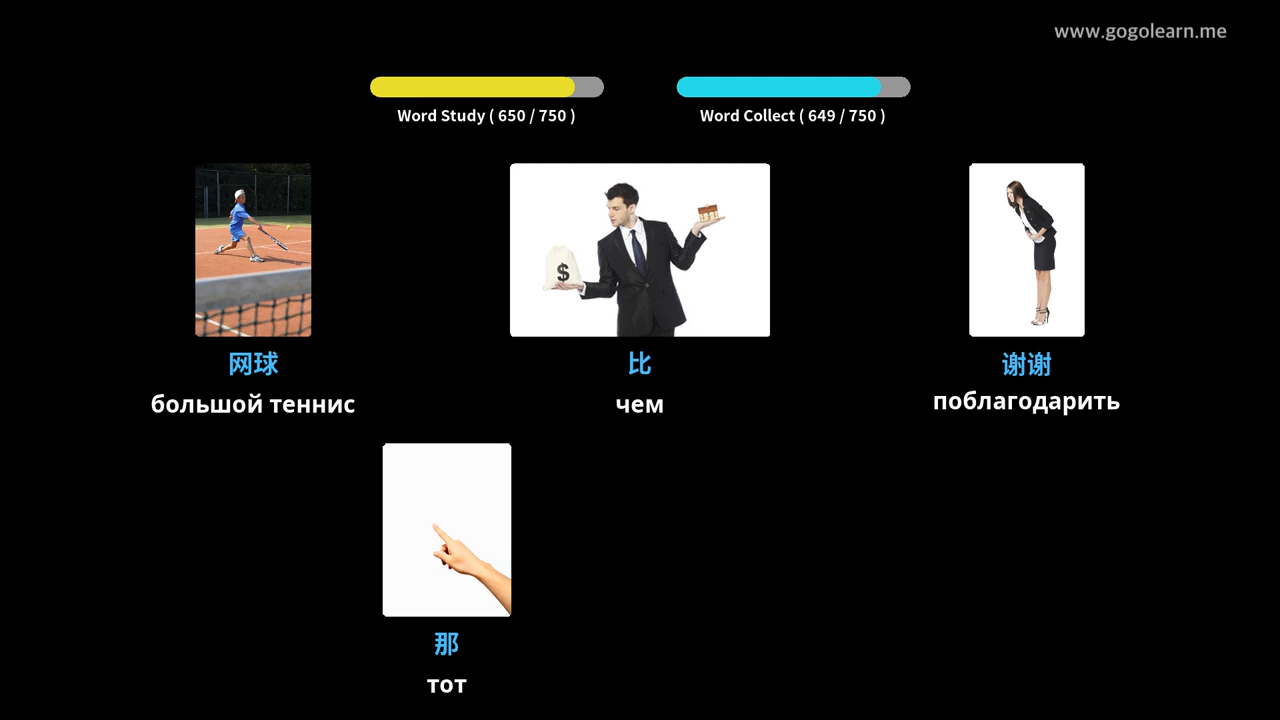 www.gogolearn.me
Word Study ( 650 / 750 )
Word Collect ( 649 / 750 )
$
网球
比
谢谢
большой теннис
чем
поблагодарить
那
тот